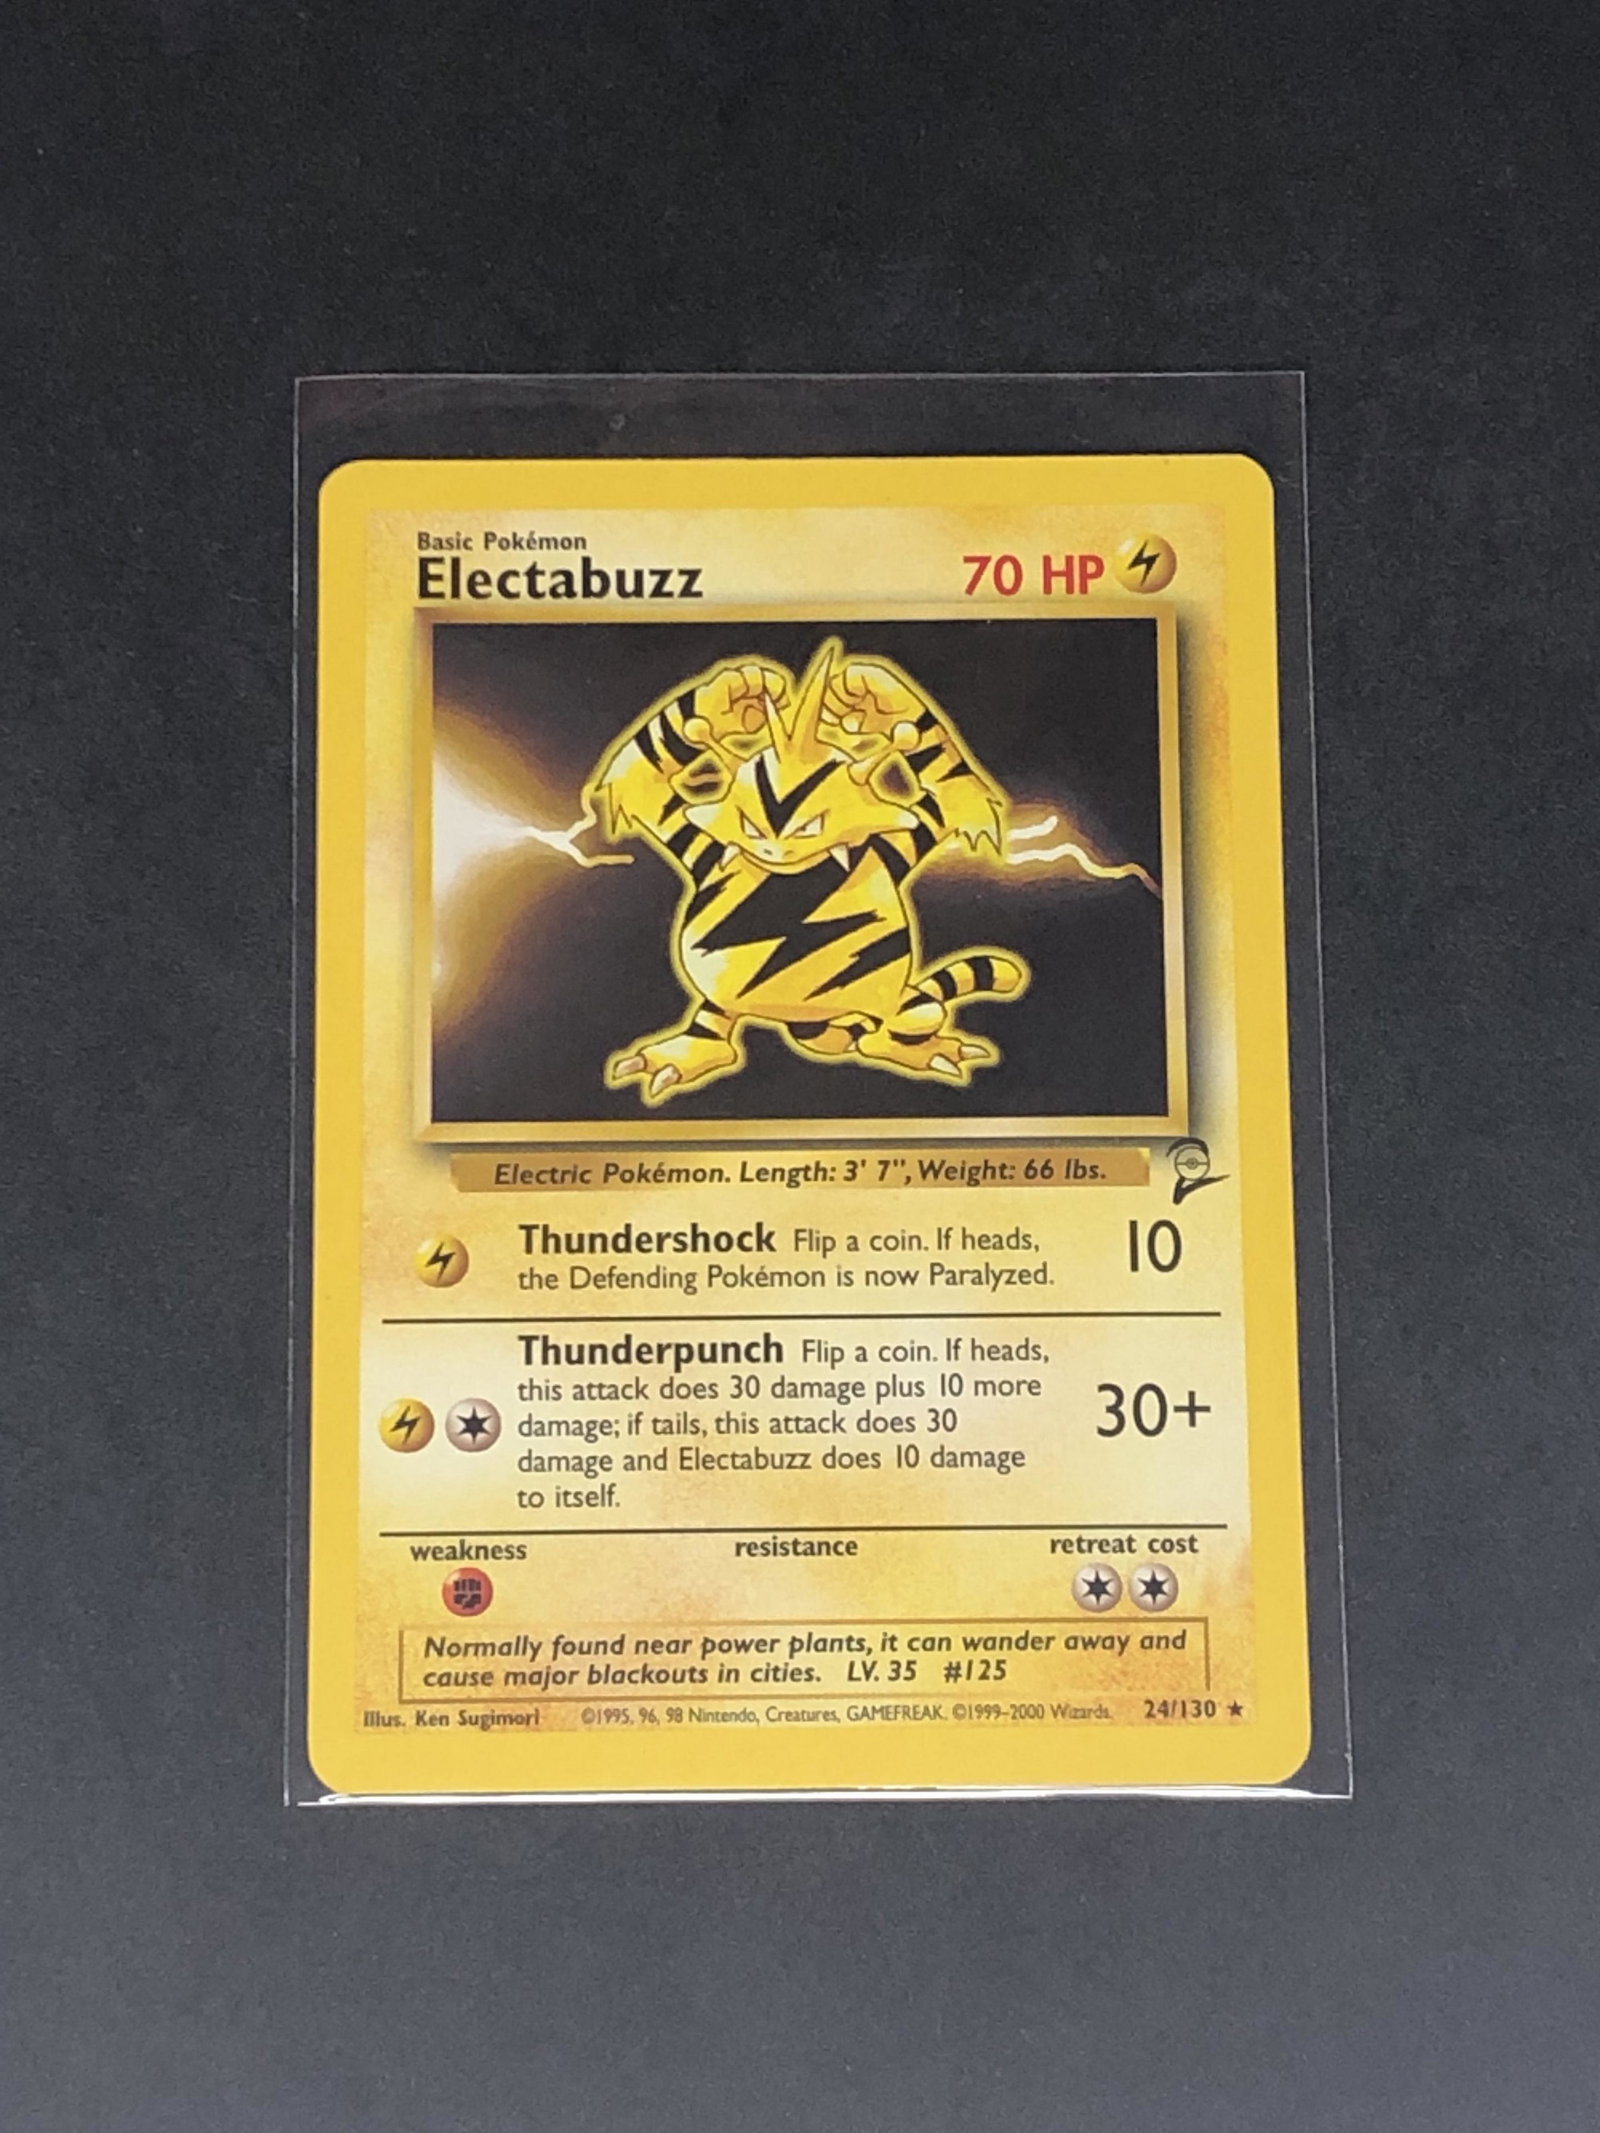 Basic Pokémon
Electabuzz 70 HP
Electric Pokémon. Length: 3' 7", Weight: 66 lbs.
Thundershock Flip a coin. If heads,
the Defending Pokémon is now Paralyzed.
10
Thunderpunch Flip a coin. If heads,
this attack does 30 damage plus 10 more
damage; if tails, this attack does 30
damage and Electabuzz does 10 damage
to itself.
30+
weakness resistance retreat cost
Normally found near power plants, it can wander away and
cause major blackouts in cities. LV. 35 #125
Illus. Ken Sugimori ©1995, 96, 98 Nintendo, Creatures, GAMEFREAK. ©1999-2000 Wizards. 24/130 ★